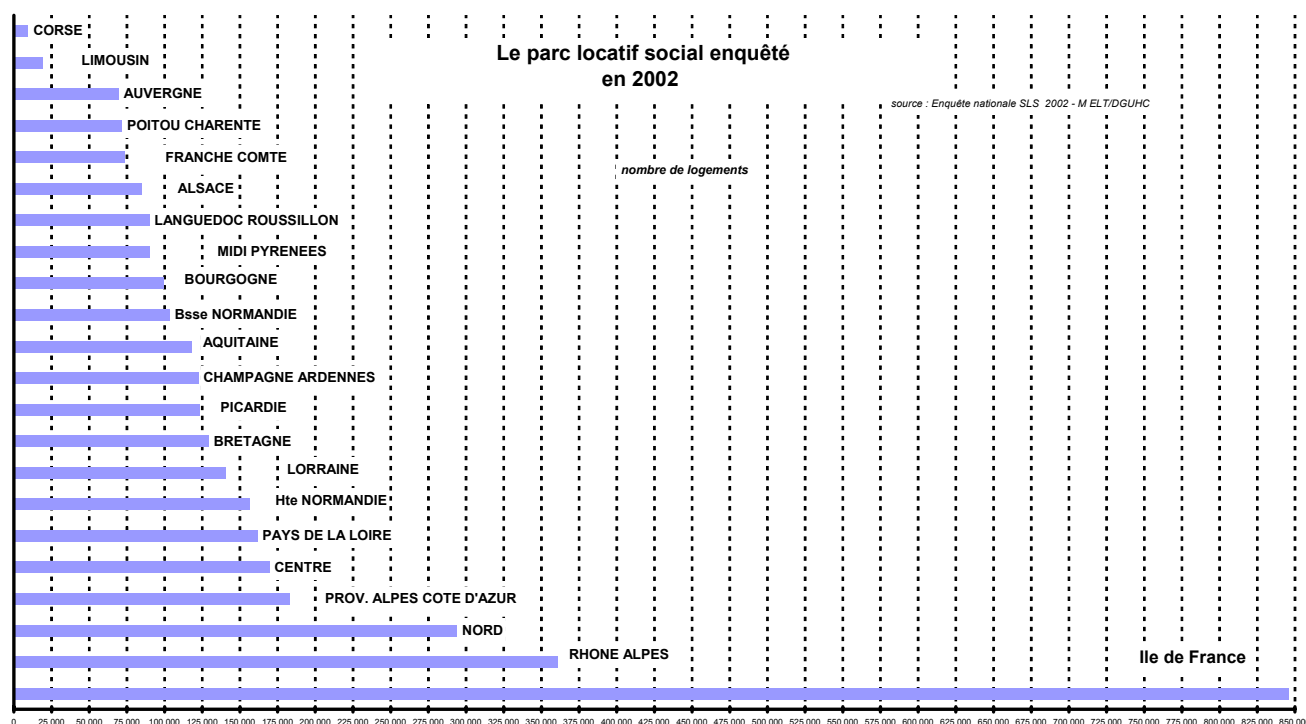 CORSE
Le parc locatif social enquêté
en 2002
LIMOUSIN
AUVERGNE
source : Enquête nationale SLS 2002 - M ELT/DGUHC
POITOU CHARENTE
FRANCHE COMTE
nombre de logements
ALSACE
LANGUEDOC ROUSSILLON
MIDI PYRENEES
BOURGOGNE
Bsse NORMANDIE
AQUITAINE
CHAMPAGNE ARDENNES
PICARDIE
BRETAGNE
LORRAINE
Hte NORMANDIE
PAYS DE LA LOIRE
CENTRE
PROV. ALPES COTE D'AZUR
NORD
RHONE ALPES
Ile de France
0 25 000 50 000 75 000 100 000 125 000 150 000 175 000 200 000 225 000 250 000 275 000 300 000 325 000 350 000 375 000 400 000 425 000 450 000 475 000 500 000 525 000 550 000 575 000 600 000 625 000 650 000 675 000 700 000 725 000 750 000 775 000 800 000 825 000 850 00